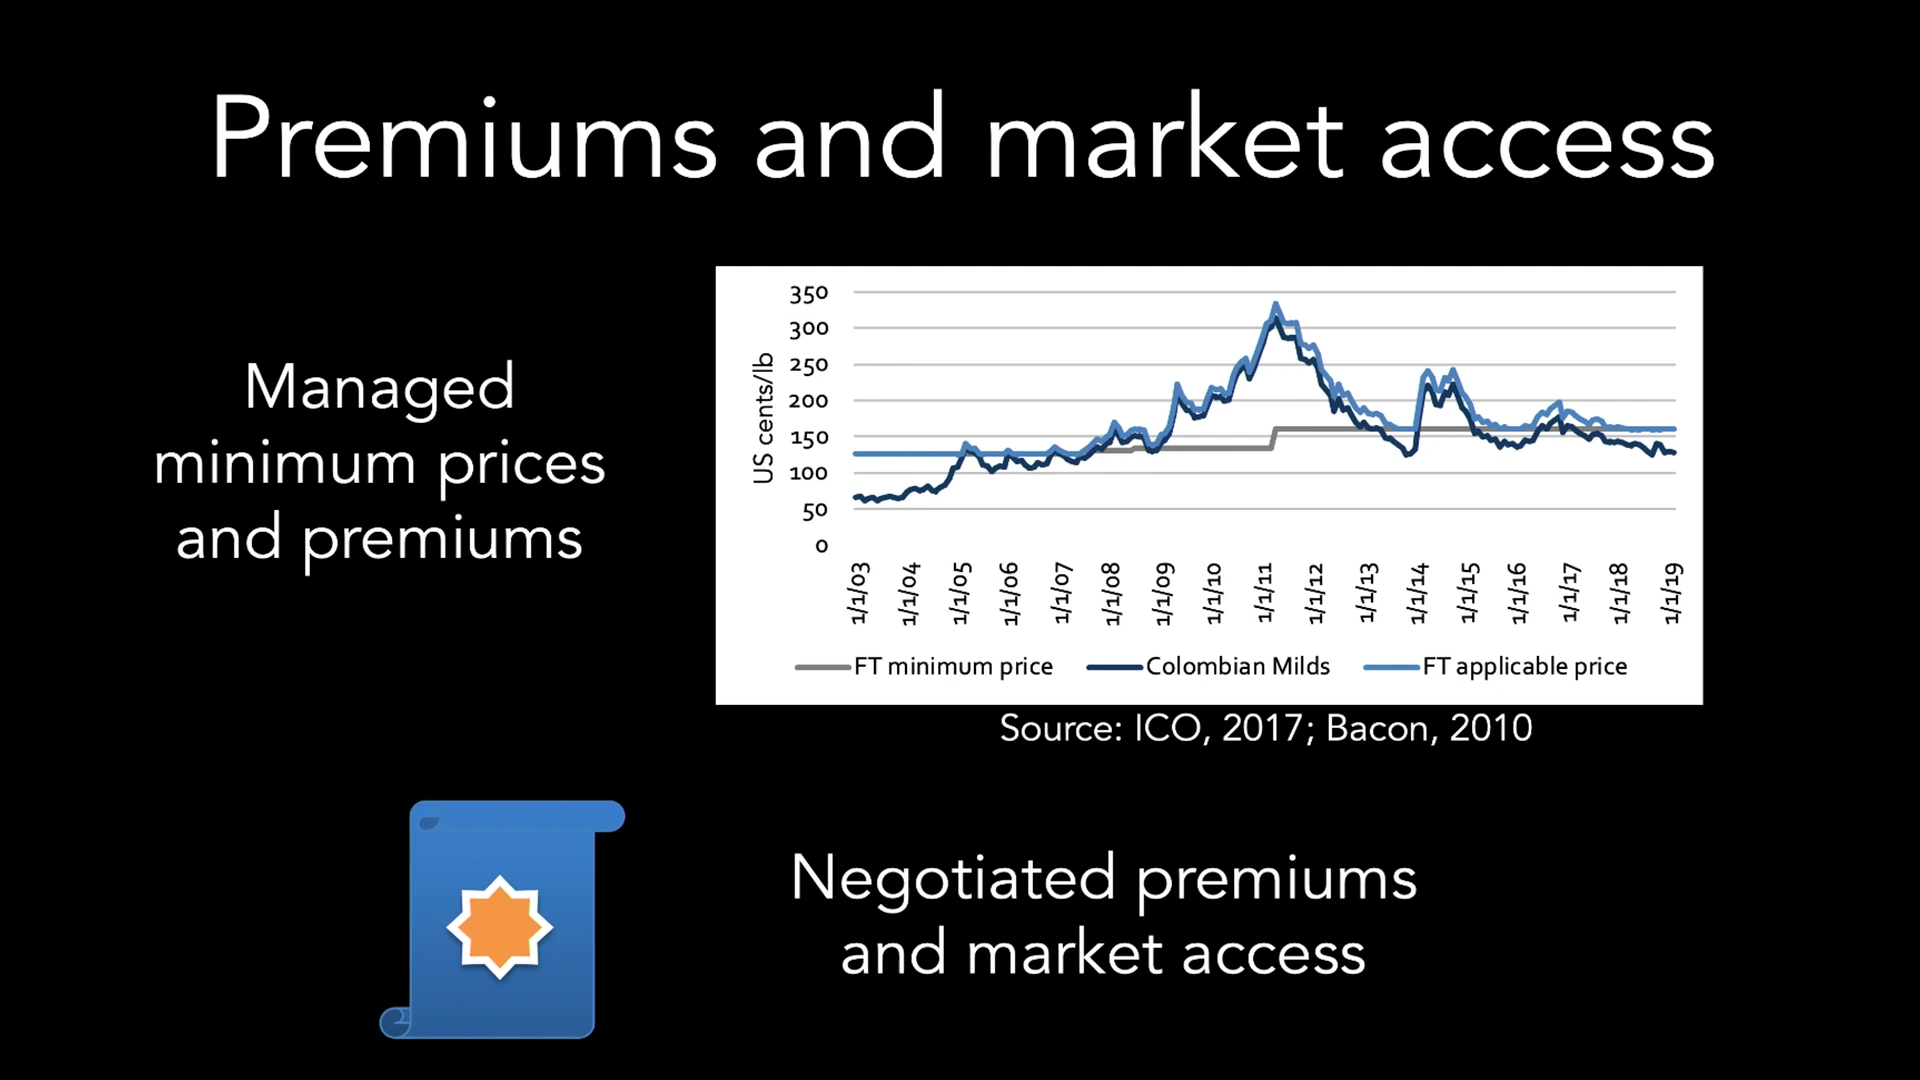 Premiums and market access
Managed
minimum prices
and premiums
350
300
250
200
150
100
50
0
US cents/lb
1/1/03
1/1/04
1/1/05
1/1/06
1/1/07
1/1/08
1/1/09
1/1/10
1/1/11
1/1/12
1/1/13
1/1/14
1/1/15
1/1/16
1/1/17
1/1/18
1/1/19
FT minimum price
Colombian Milds
FT applicable price
Source: ICO, 2017; Bacon, 2010
Negotiated premiums
and market access